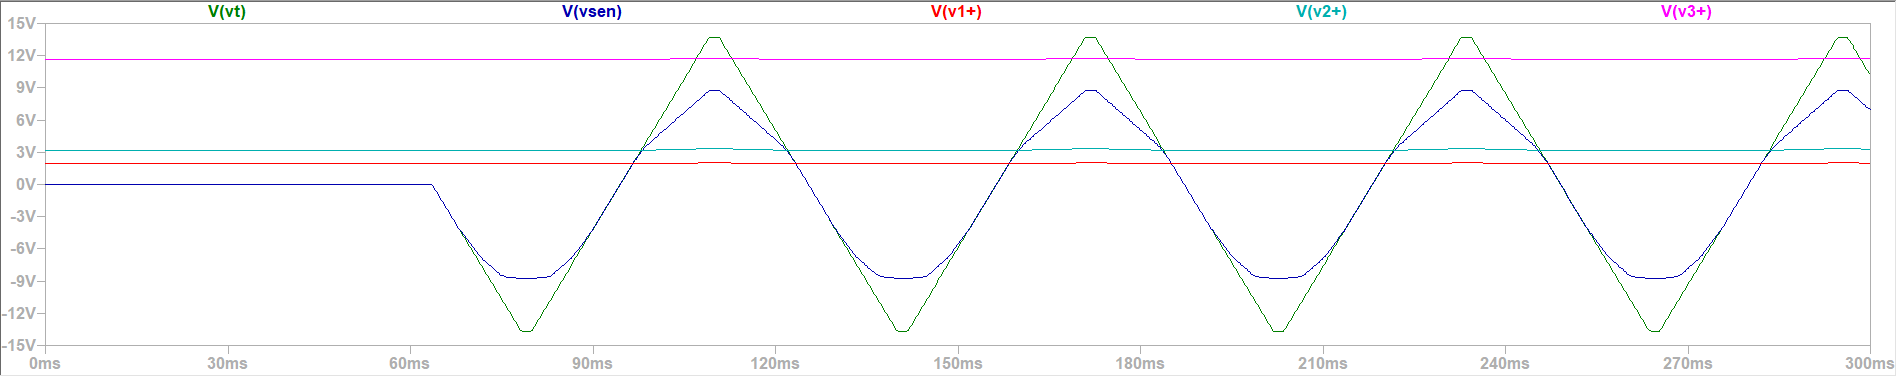 V(vt) V(vsen) V(v1+) V(v2+) V(v3+)
15V
12V
9V
6V
3V
0V
-3V
-6V
-9V
-12V
-15V
0ms 30ms 60ms 90ms 120ms 150ms 180ms 210ms 240ms 270ms 300ms